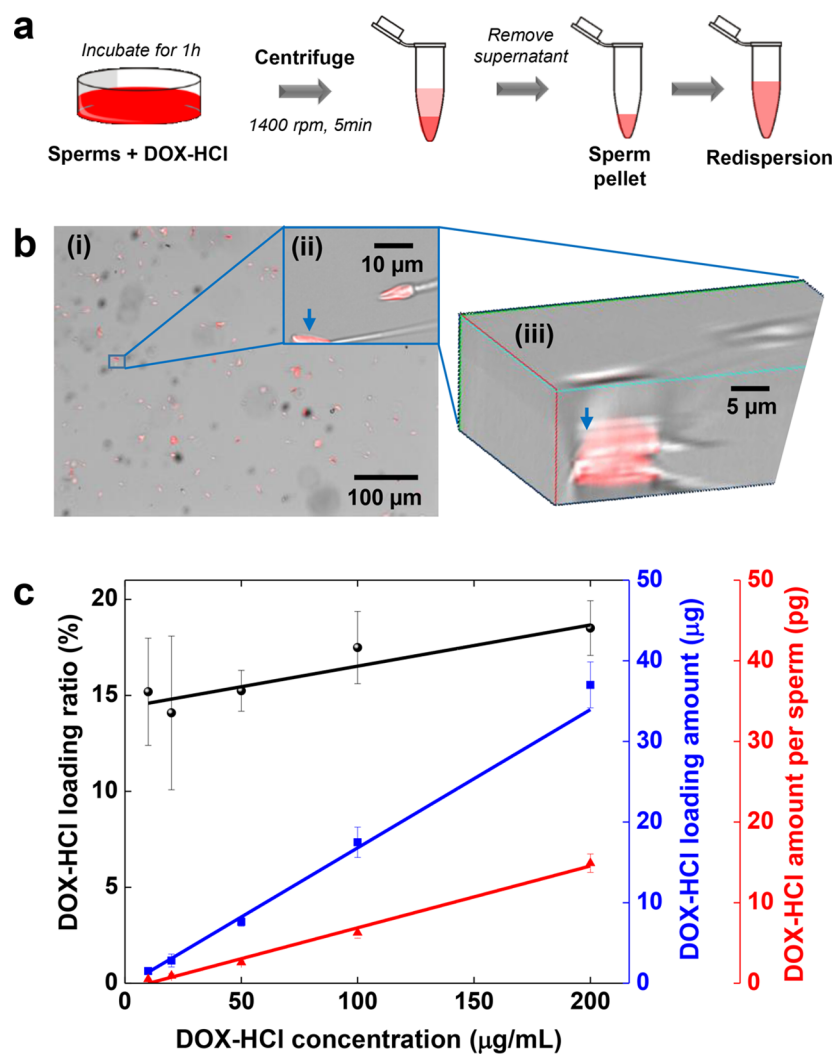 a
Incubate for 1h
Sperms + DOX-HCl
Centrifuge
1400 rpm, 5min
Remove
supernatant
Sperm
pellet
Redispersion
b
(i)
100 μm
(ii)
10 μm
(iii)
5 μm
c
DOX-HCl loading ratio (%)
20
15
10
5
0
0
50
100
150
200
DOX-HCl concentration (μg/mL)
50
40
30
20
10
0
DOX-HCl loading amount (μg)
50
40
30
20
10
0
DOX-HCl amount per sperm (pg)